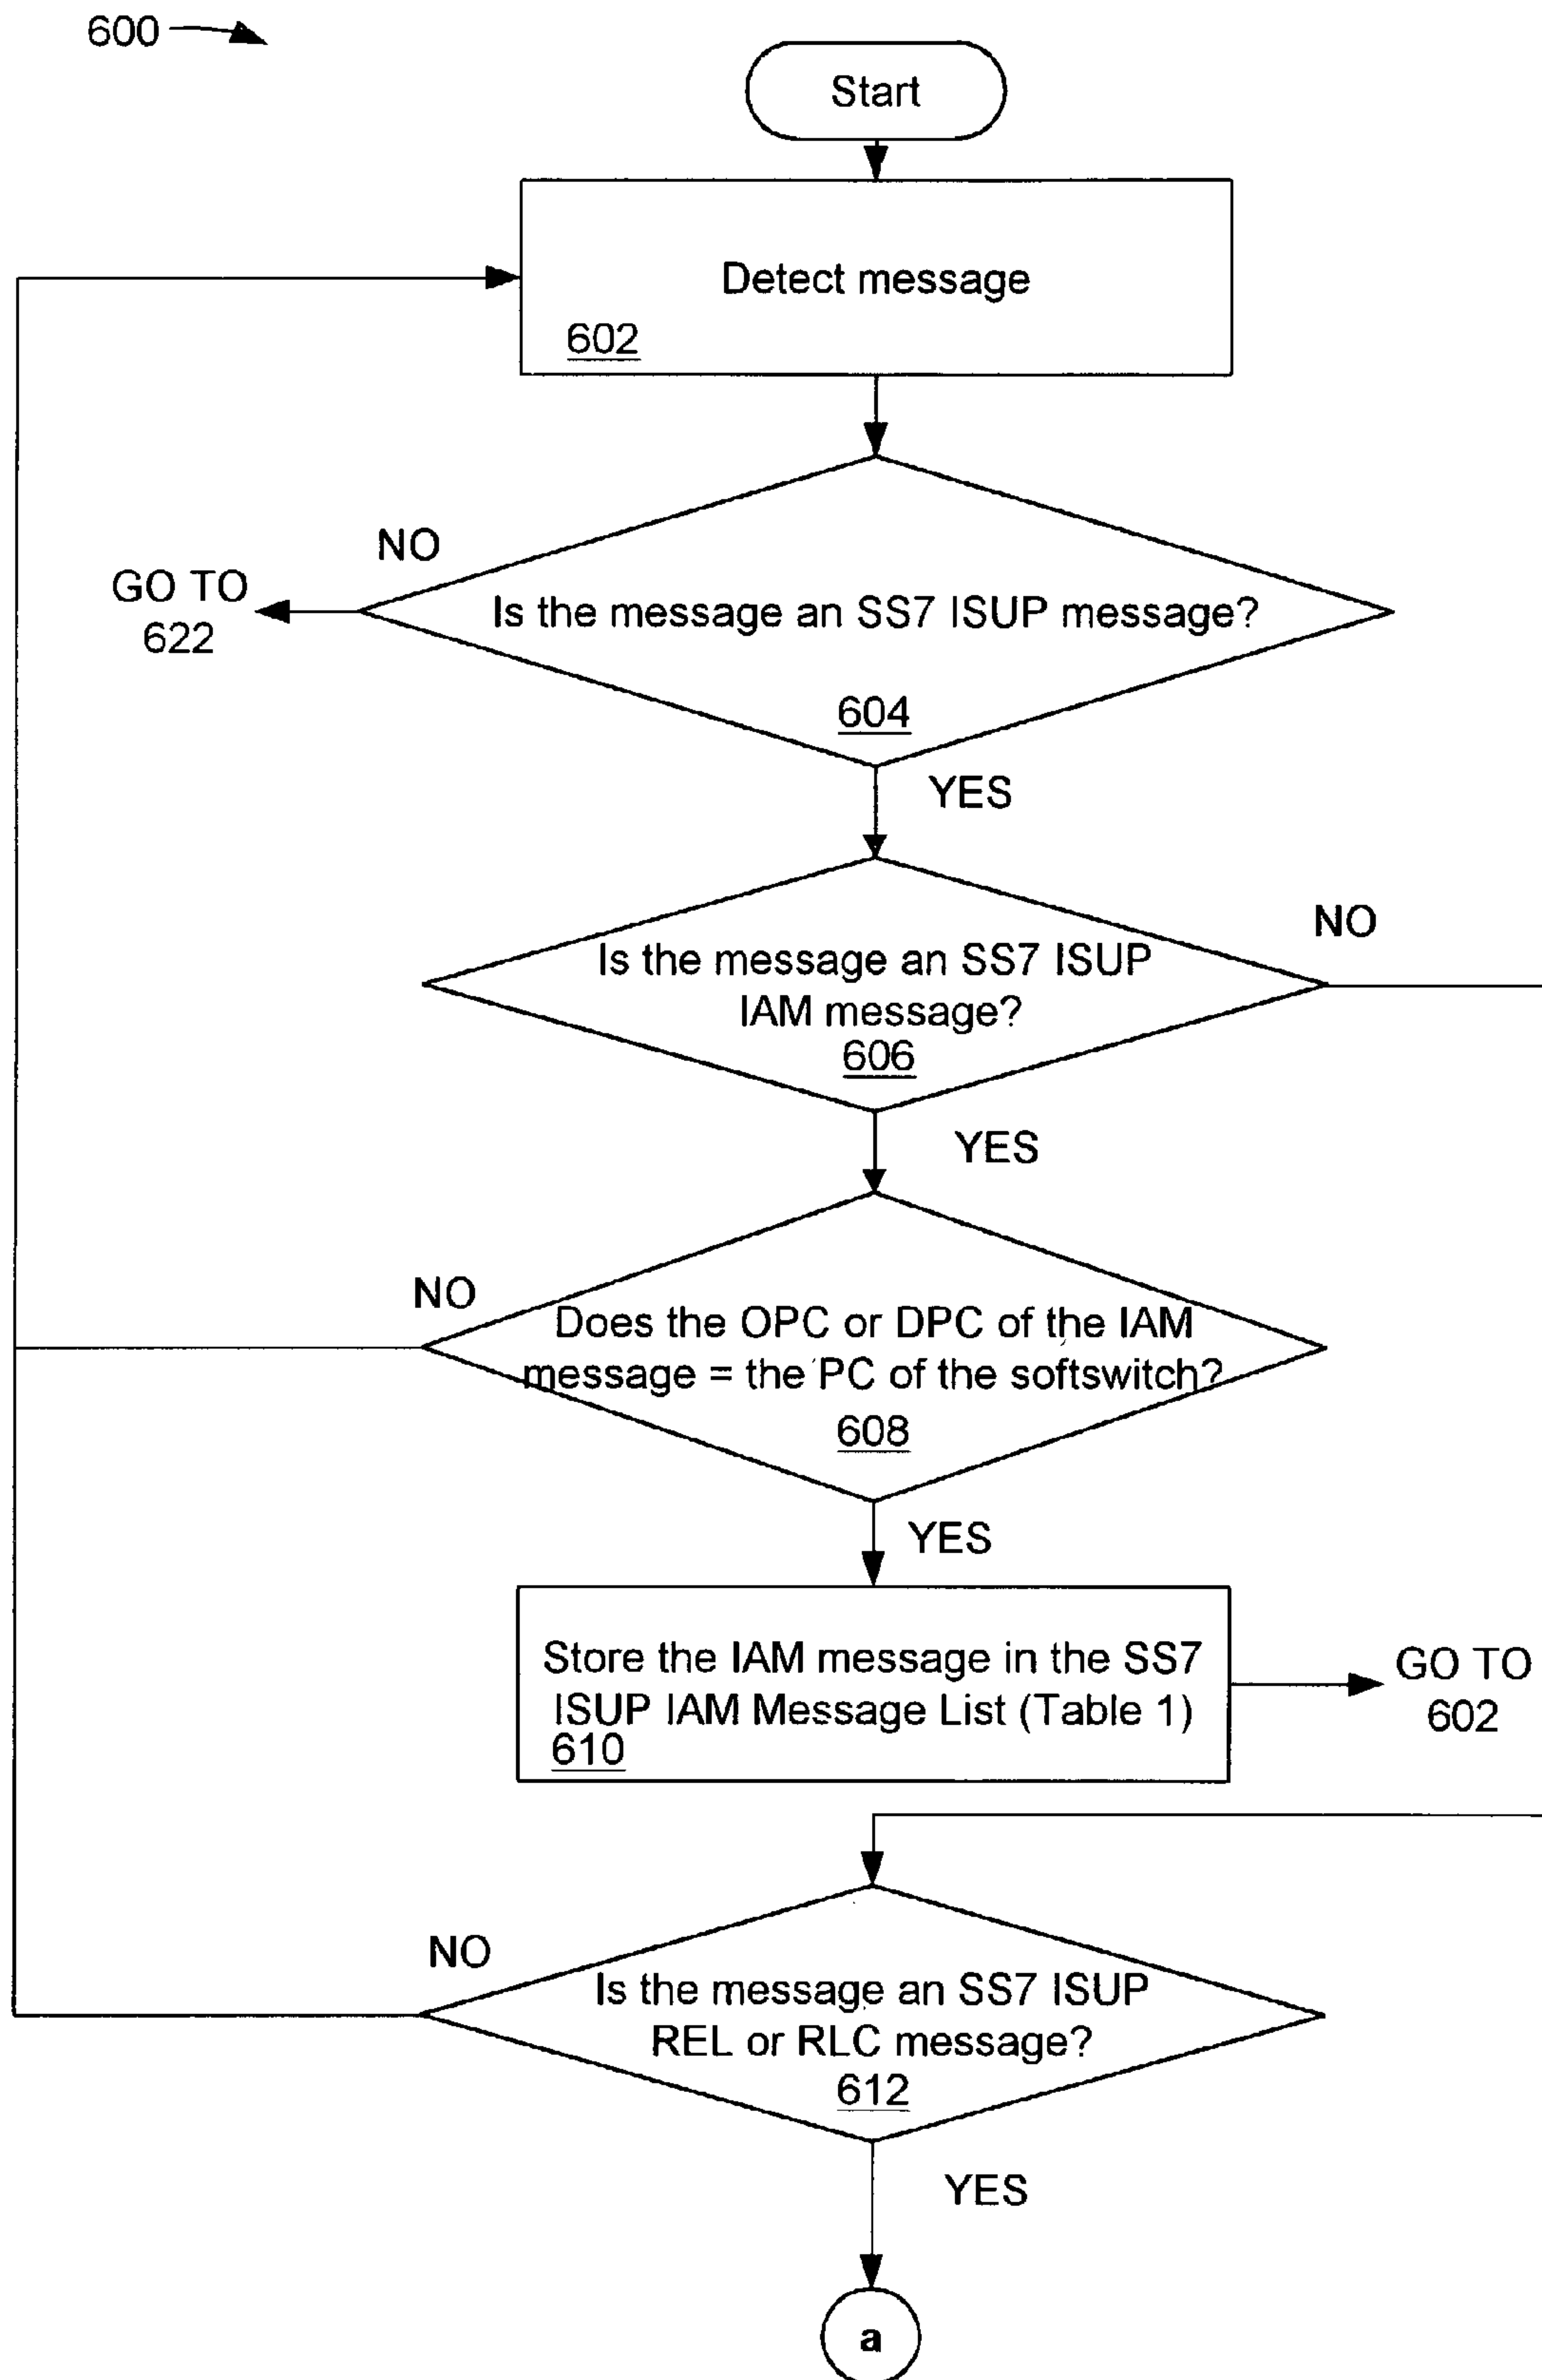 600
Start
Detect message
602
NO
GO TO
622
Is the message an SS7 ISUP message?
604
YES
NO
Is the message an SS7 ISUP
IAM message?
606
YES
NO
Does the OPC or DPC of the IAM
message = the PC of the softswitch?
608
YES
Store the IAM message in the SS7
ISUP IAM Message List (Table 1)
610
GO TO
602
NO
Is the message an SS7 ISUP
REL or RLC message?
612
YES
a